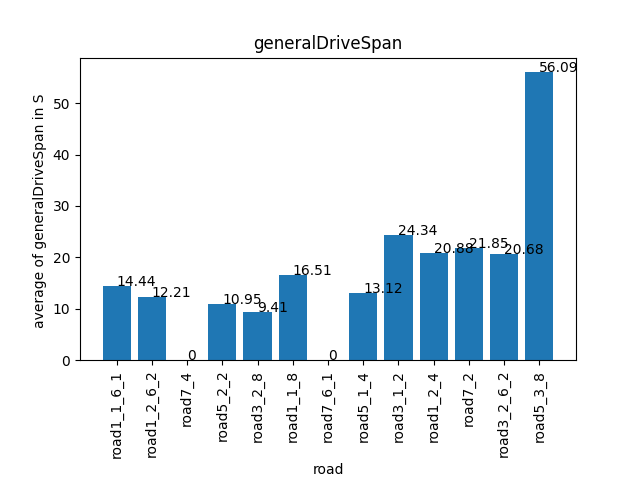 generalDriveSpan
average of generalDriveSpan in S
50
40
30
20
10
0
14.44
12.21
0
10.95
9.41
16.51
0
13.12
24.34
20.88
21.85
20.68
56.09
road1_1_6_1
road1_2_6_2
road7_4
road5_2_2
road3_2_8
road1_1_8
road7_6_1
road5_1_4
road3_1_2
road1_2_4
road7_2
road3_2_6_2
road5_3_8
road